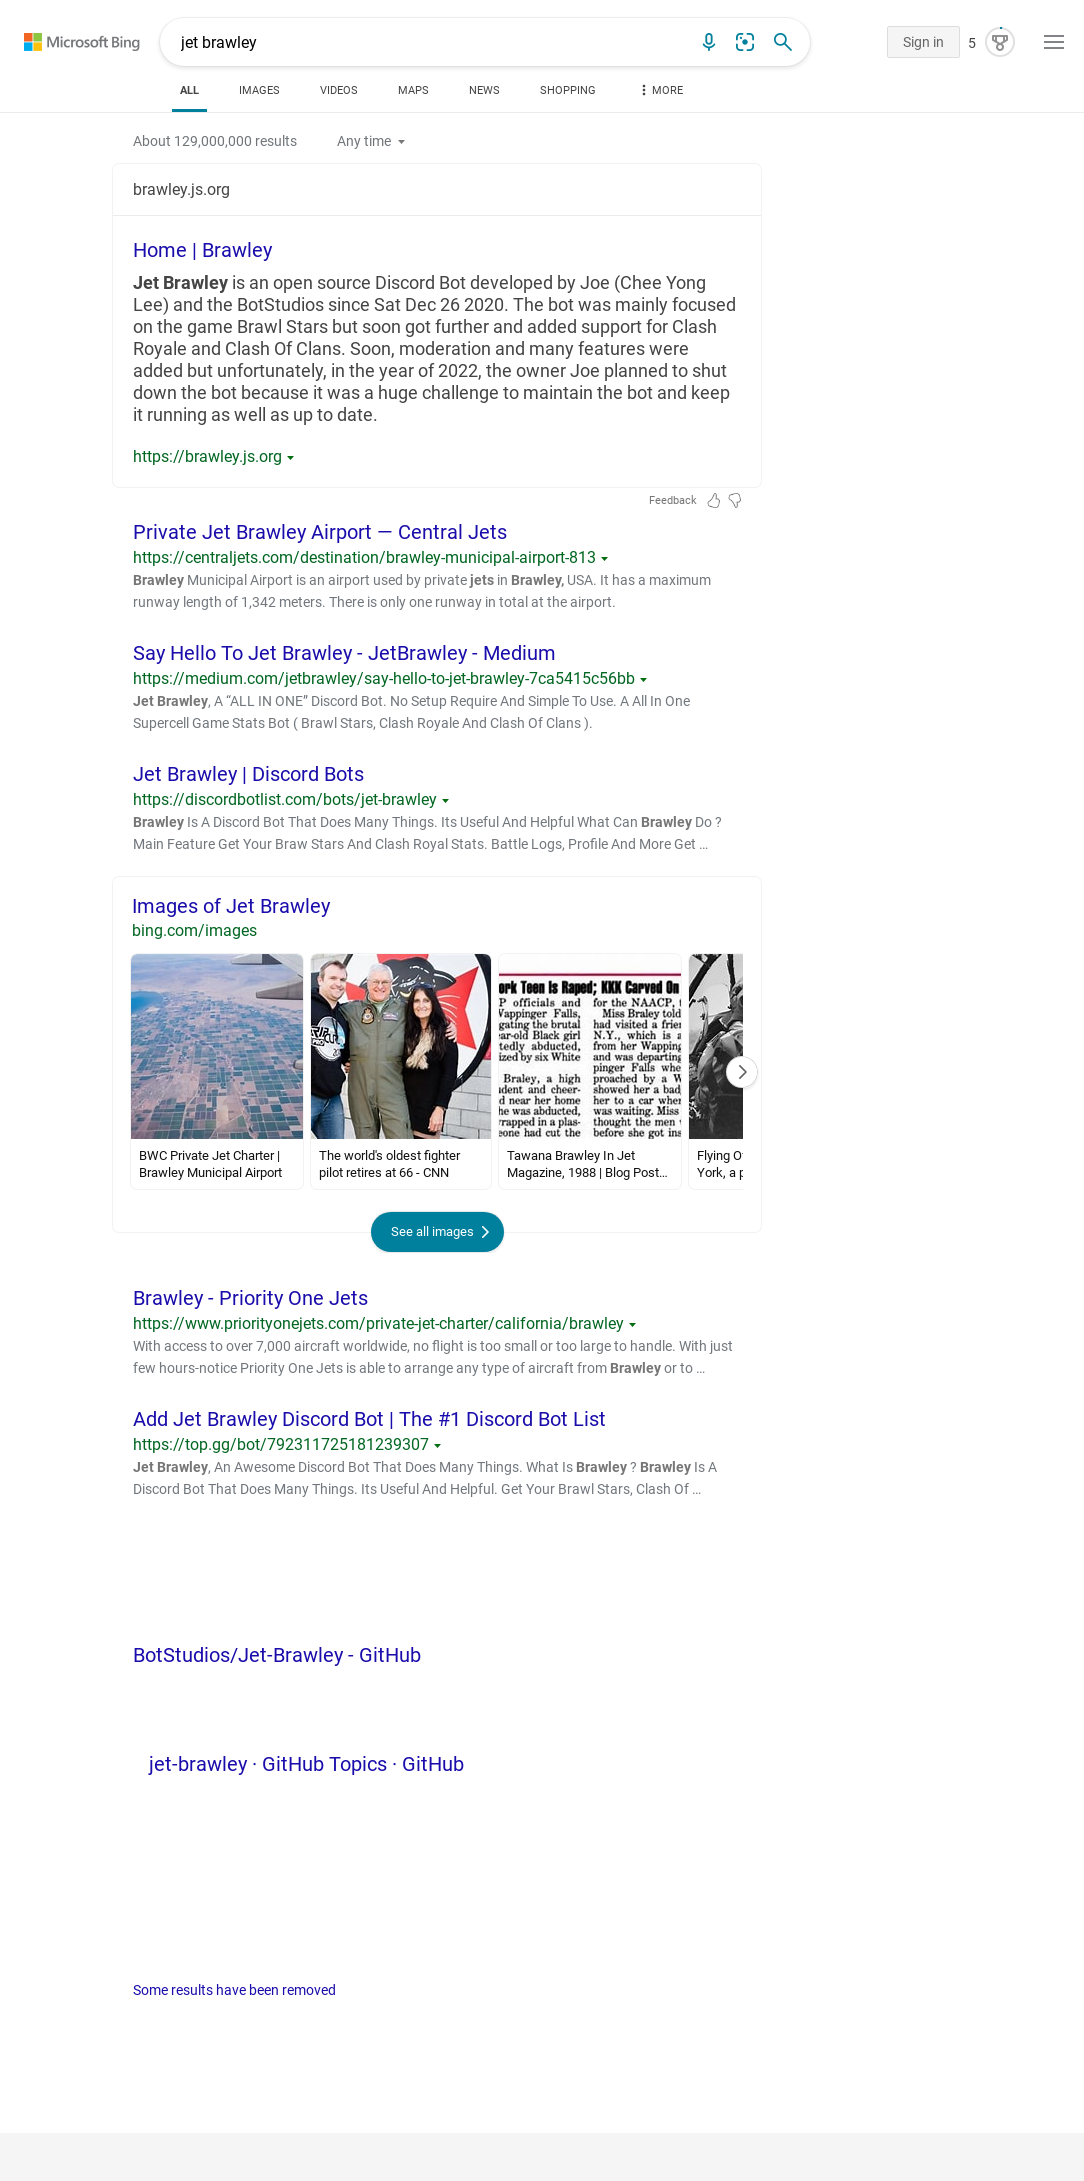 Microsoft Bing
jet brawley
Sign in
5
ALL
IMAGES
VIDEOS
MAPS
NEWS
SHOPPING
MORE
About 129,000,000 results
Any time
brawley.js.org
Home | Brawley
Jet Brawley is an open source Discord Bot developed by Joe (Chee Yong
Lee) and the BotStudios since Sat Dec 26 2020. The bot was mainly focused
on the game Brawl Stars but soon got further and added support for Clash
Royale and Clash Of Clans. Soon, moderation and many features were
added but unfortunately, in the year of 2022, the owner Joe planned to shut
down the bot because it was a huge challenge to maintain the bot and keep
it running as well as up to date.
https://brawley.js.org
Feedback
Private Jet Brawley Airport — Central Jets
https://centraljets.com/destination/brawley-municipal-airport-813
Brawley Municipal Airport is an airport used by private jets in Brawley, USA. It has a maximum
runway length of 1,342 meters. There is only one runway in total at the airport.
Say Hello To Jet Brawley - JetBrawley - Medium
https://medium.com/jetbrawley/say-hello-to-jet-brawley-7ca5415c56bb
Jet Brawley, A “ALL IN ONE” Discord Bot. No Setup Require And Simple To Use. A All In One
Supercell Game Stats Bot ( Brawl Stars, Clash Royale And Clash Of Clans ).
Jet Brawley | Discord Bots
https://discordbotlist.com/bots/jet-brawley
Brawley Is A Discord Bot That Does Many Things. Its Useful And Helpful What Can Brawley Do ?
Main Feature Get Your Braw Stars And Clash Royal Stats. Battle Logs, Profile And More Get …
Images of Jet Brawley
bing.com/images
ork Teen Is Raped; KKK Carved On
P officials and
Wappinger Falls,
gating the brutal
ear-old Black girl
tedly abducted,
ized by six White
Braley, a high
udent and cheer-
d near her home
he was abducted,
wrapped in a plas-
eone had cut the
for the NAACP, t
Miss Braley told
had visited a frie
N.Y., which is a
from her Wapping
and was departing
pinger Falls whe
proached by a W
showed her a bad
her to a car whe
was waiting. Miss
thought the men
before she got ins
BWC Private Jet Charter |
Brawley Municipal Airport
The world's oldest fighter
pilot retires at 66 - CNN
Tawana Brawley In Jet
Magazine, 1988 | Blog Post…
Flying O
York, a p
See all images
Brawley - Priority One Jets
https://www.priorityonejets.com/private-jet-charter/california/brawley
With access to over 7,000 aircraft worldwide, no flight is too small or too large to handle. With just
few hours-notice Priority One Jets is able to arrange any type of aircraft from Brawley or to …
Add Jet Brawley Discord Bot | The #1 Discord Bot List
https://top.gg/bot/792311725181239307
Jet Brawley, An Awesome Discord Bot That Does Many Things. What Is Brawley ? Brawley Is A
Discord Bot That Does Many Things. Its Useful And Helpful. Get Your Brawl Stars, Clash Of …
BotStudios/Jet-Brawley - GitHub
jet-brawley · GitHub Topics · GitHub
Some results have been removed